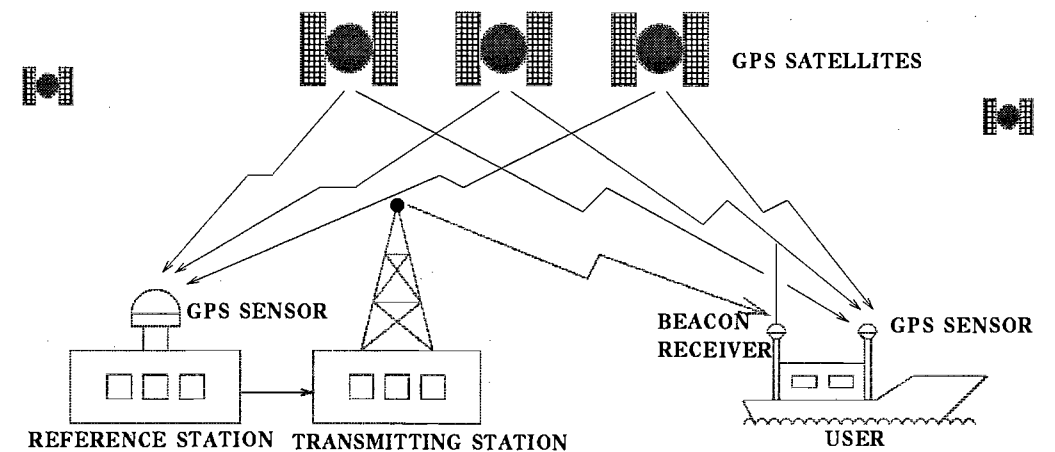 GPS SATELLITES
GPS SENSOR
BEACON
RECEIVER
GPS SENSOR
REFERENCE STATION
TRANSMITTING STATION
USER